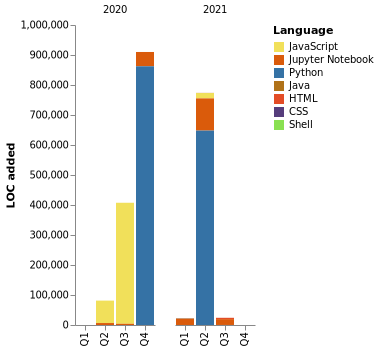 2020
2021
LOC added
1,000,000
900,000
800,000
700,000
600,000
500,000
400,000
300,000
200,000
100,000
0
Q1
Q2
Q3
Q4
Q1
Q2
Q3
Q4
Language
JavaScript
Jupyter Notebook
Python
Java
HTML
CSS
Shell